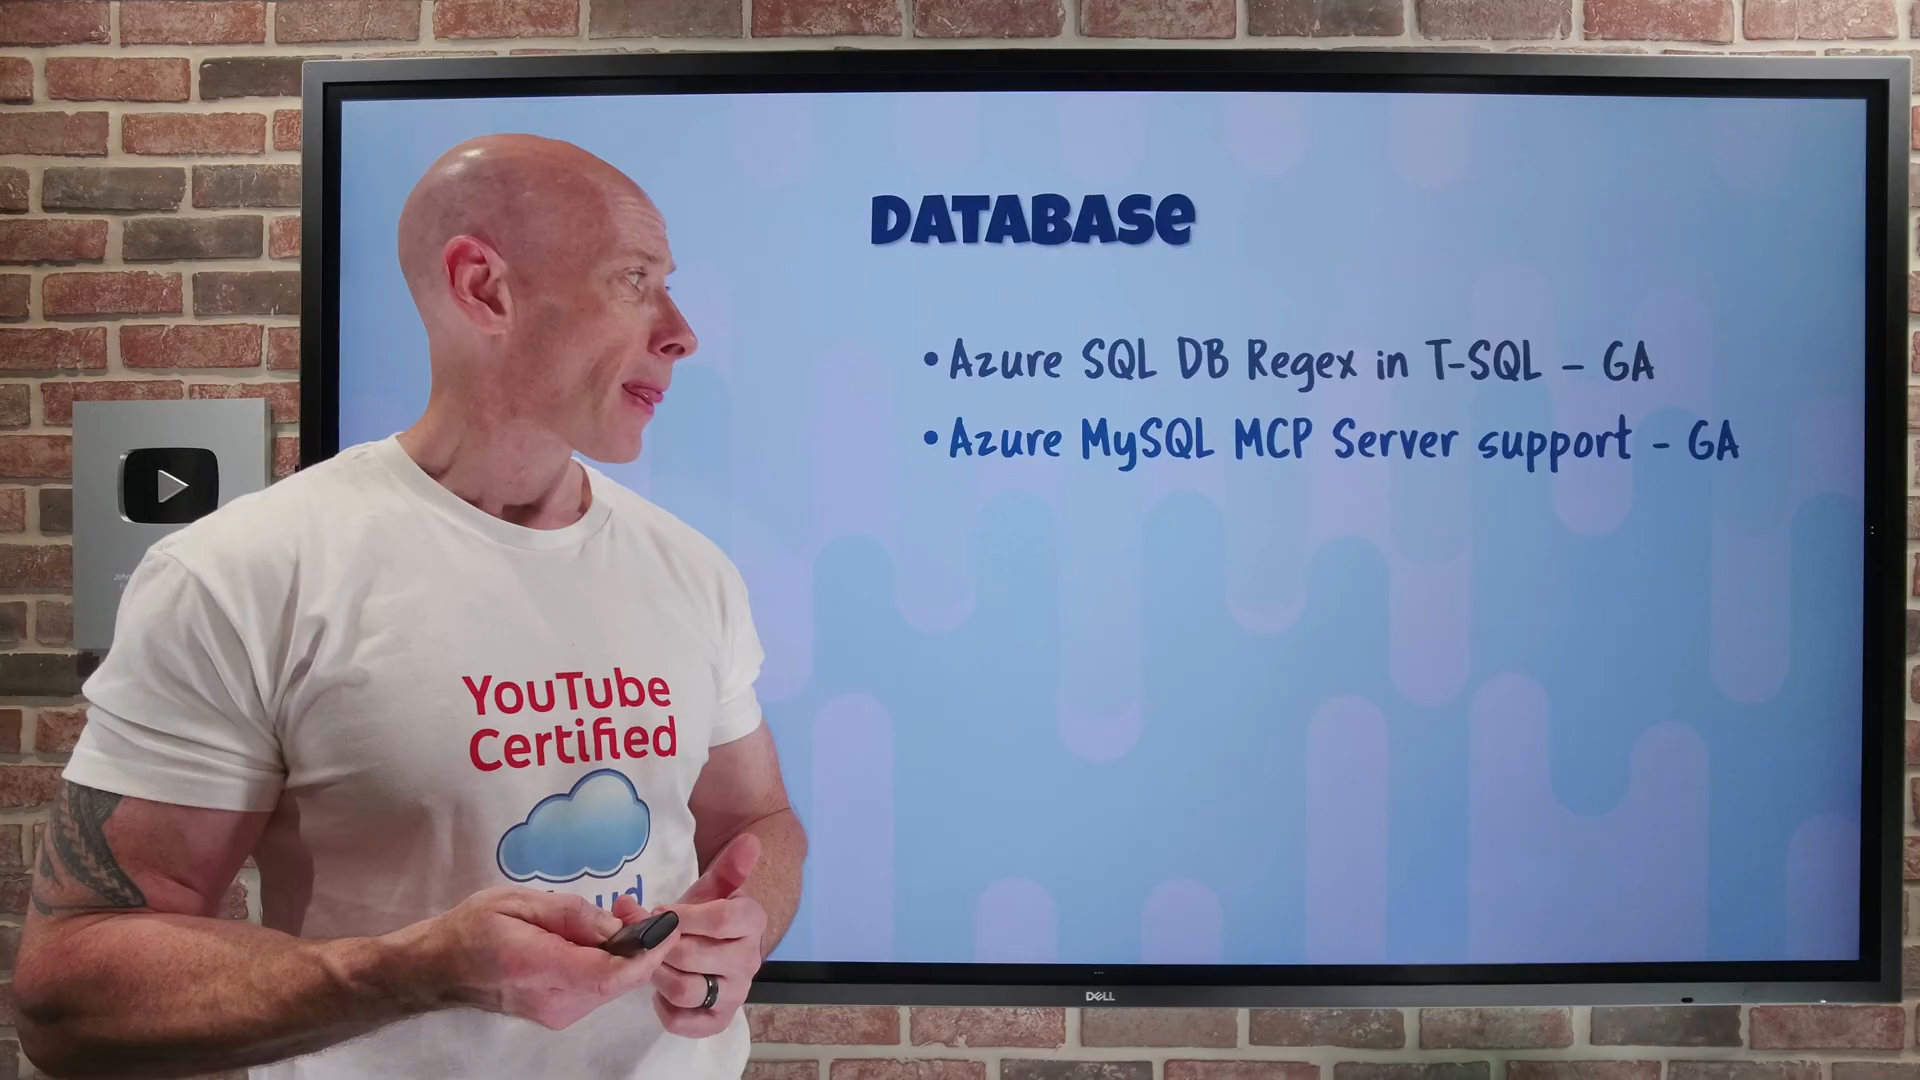 DATABASE
• Azure SQL DB Regex in T-SQL – GA
• Azure MySQL MCP Server support - GA
YouTube
Certified
DELL